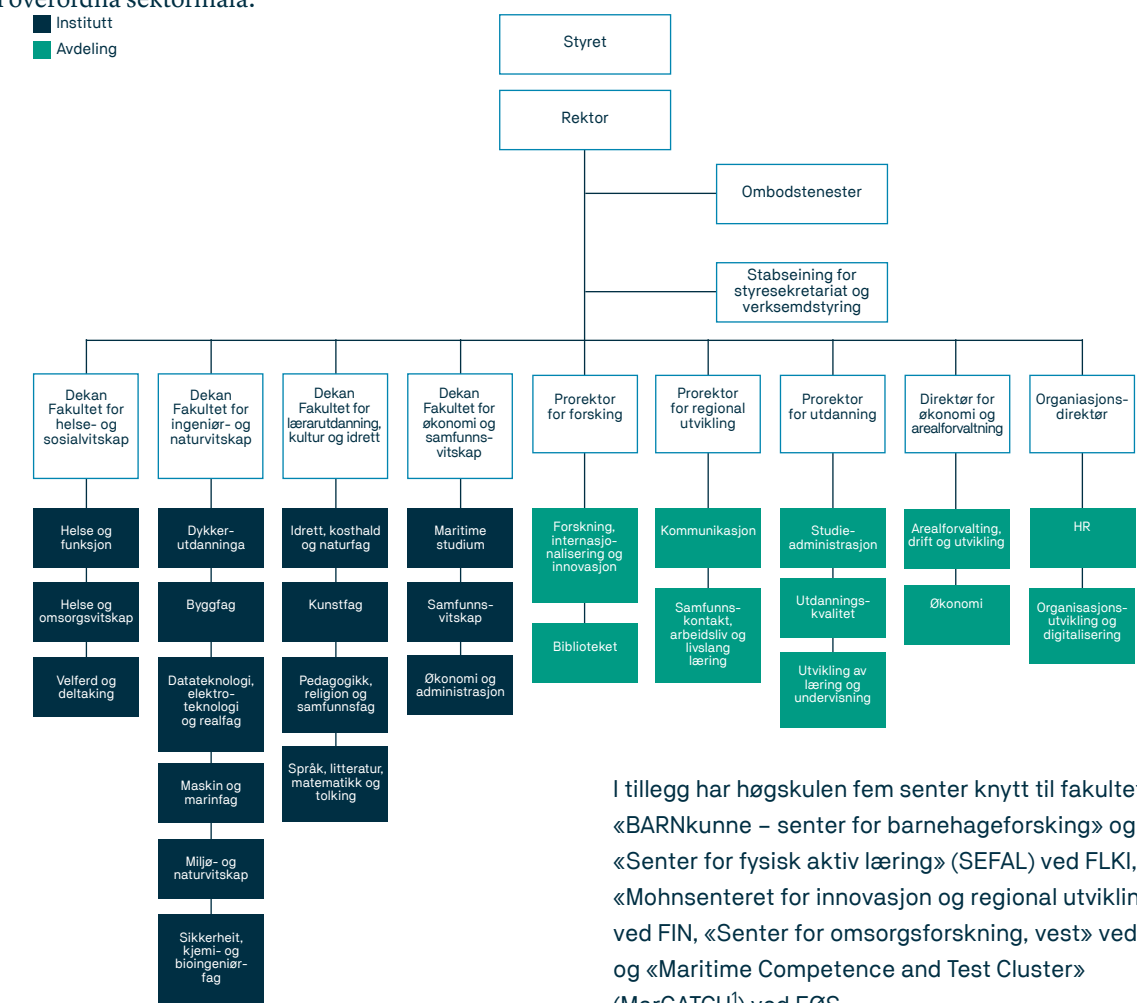 overordna sektormåla.
Institutt
Avdeling
Styret
Rektor
Ombodstenester
Stabseining for
styresekretariat og
verksemdstyring
Dekan
Fakultet for
helse- og
sosialvitskap
Dekan
Fakultet for
ingeniør- og
naturvitskap
Dekan
Fakultet for
lærarutdanning,
kultur og idrett
Dekan
Fakultet for
økonomi og
samfunns-
vitskap
Prorektor
for forsking
Prorektor
for regional
utvikling
Prorektor
for utdanning
Direktør for
økonomi og
arealforvaltning
Organiasjons-
direktør
Helse og
funksjon
Helse og
omsorgsvitskap
Velferd og
deltaking
Dykker-
utdanninga
Byggfag
Datateknologi,
elektro-
teknologi
og realfag
Maskin og
marinfag
Miljø- og
naturvitskap
Sikkerheit,
kjemi- og
bioingeniør-
fag
Idrett, kosthald
og naturfag
Kunstfag
Pedagogikk,
religion og
samfunnsfag
Språk, litteratur,
matematikk og
tolking
Maritime
studium
Samfunns-
vitskap
Økonomi og
administrasjon
Forskning,
internasjo-
nalisering og
innovasjon
Biblioteket
Kommunikasjon
Samfunns-
kontakt,
arbeidsliv og
livslang
læring
Studie-
administrasjon
Utdannings-
kvalitet
Utvikling av
læring og
undervisning
Arealforvalting,
drift og utvikling
Økonomi
HR
Organisasjons-
utvikling og
digitalisering
I tillegg har høgskulen fem senter knytt til fakultet
«BARNkunne – senter for barnehageforsking» og
«Senter for fysisk aktiv læring» (SEFAL) ved FLKI,
«Mohnsenteret for innovasjon og regional utviklin
ved FIN, «Senter for omsorgsforskning, vest» ved
og «Maritime Competence and Test Cluster»
(MarCATCH1) ved FØS